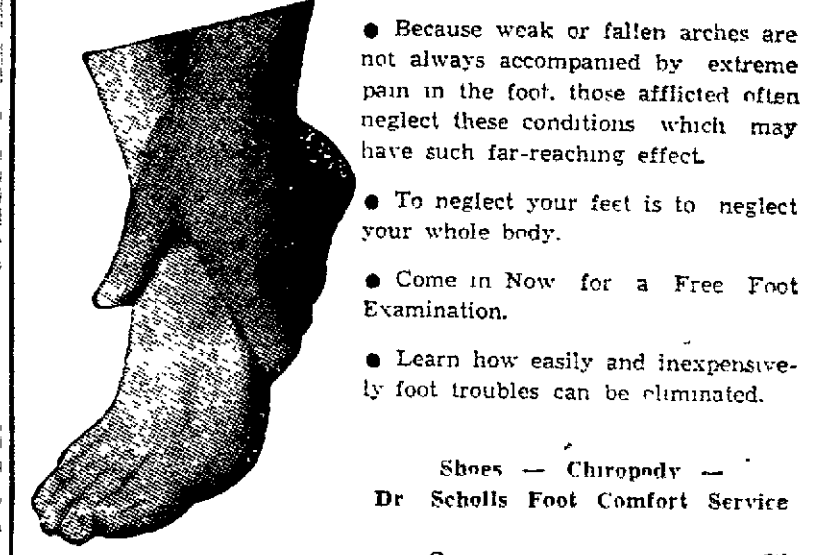 ● Because weak or fallen arches are
not always accompanied by extreme
pain in the foot, those afflicted often
neglect these conditions which may
have such far-reaching effect.
● To neglect your feet is to neglect
your whole body.
● Come in Now for a Free Foot
Examination.
● Learn how easily and inexpensive-
ly foot troubles can be eliminated.
Shoes — Chiropody —
Dr Scholls Foot Comfort Service